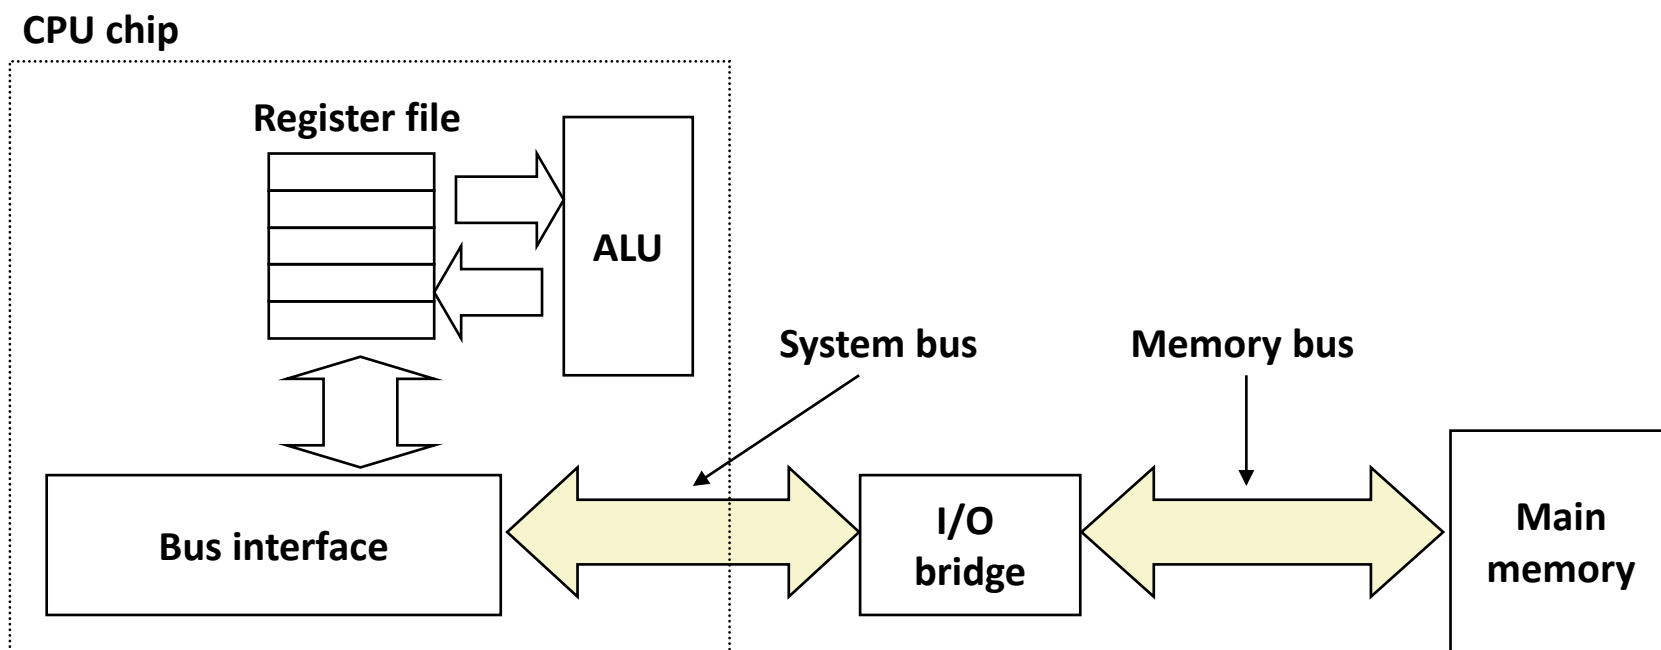 CPU chip
Register file
ALU
System bus
Memory bus
Bus interface
I/O
bridge
Main
memory